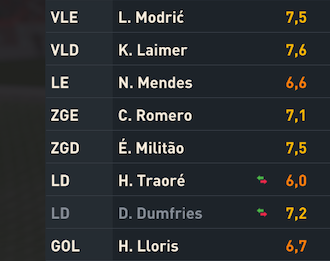 VLE L. Modrić 7,5
VLD K. Laimer 7,6
LE N. Mendes 6,6
ZGE C. Romero 7,1
ZGD É. Militão 7,5
LD H. Traoré 6,0
LD D. Dumfries 7,2
GOL H. Lloris 6,7